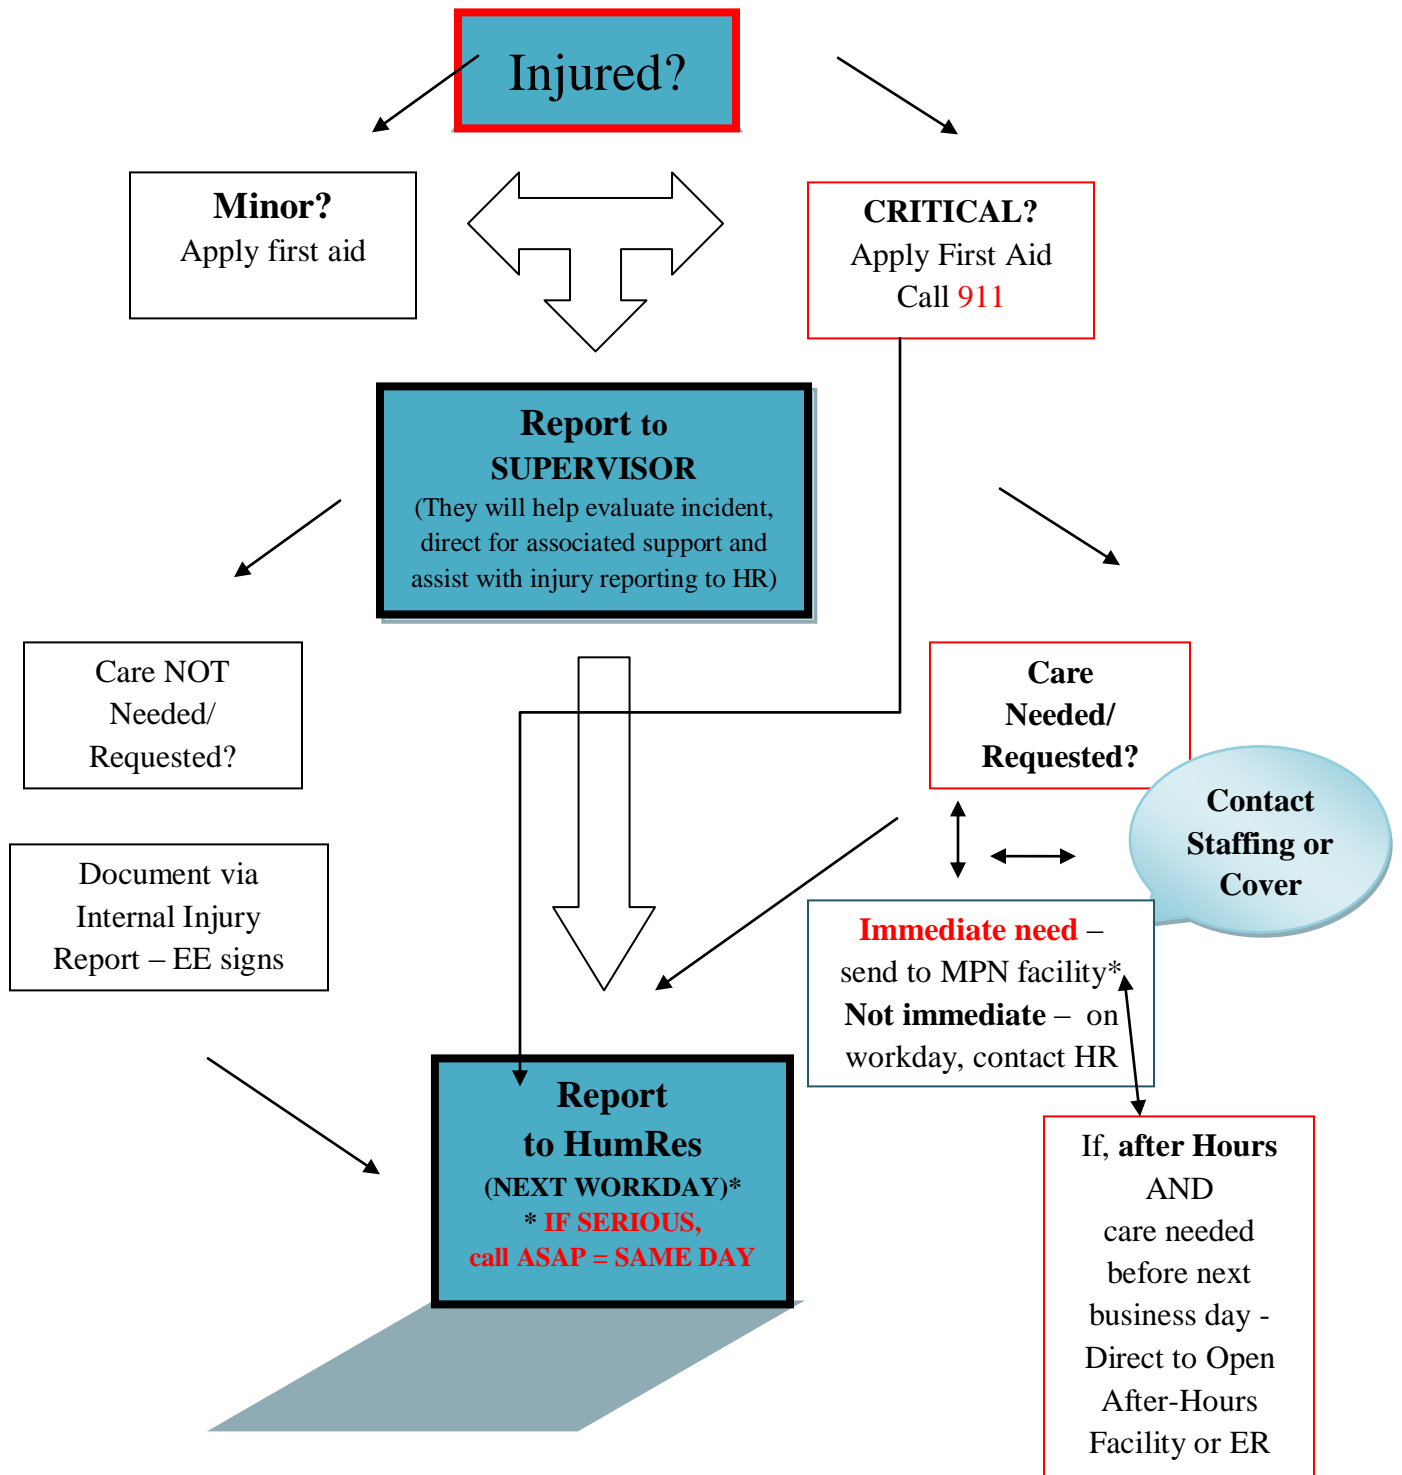 Injured?
Minor?
Apply first aid
CRITICAL?
Apply First Aid
Call 911
Report to
SUPERVISOR
(They will help evaluate incident,
direct for associated support and
assist with injury reporting to HR)
Care NOT
Needed/
Requested?
Care
Needed/
Requested?
Contact
Staffing or
Cover
Document via
Internal Injury
Report – EE signs
Immediate need –
send to MPN facility*
Not immediate – on
workday, contact HR
Report
to HumRes
(NEXT WORKDAY)*
* IF SERIOUS,
call ASAP = SAME DAY
If, after Hours
AND
care needed
before next
business day -
Direct to Open
After-Hours
Facility or ER